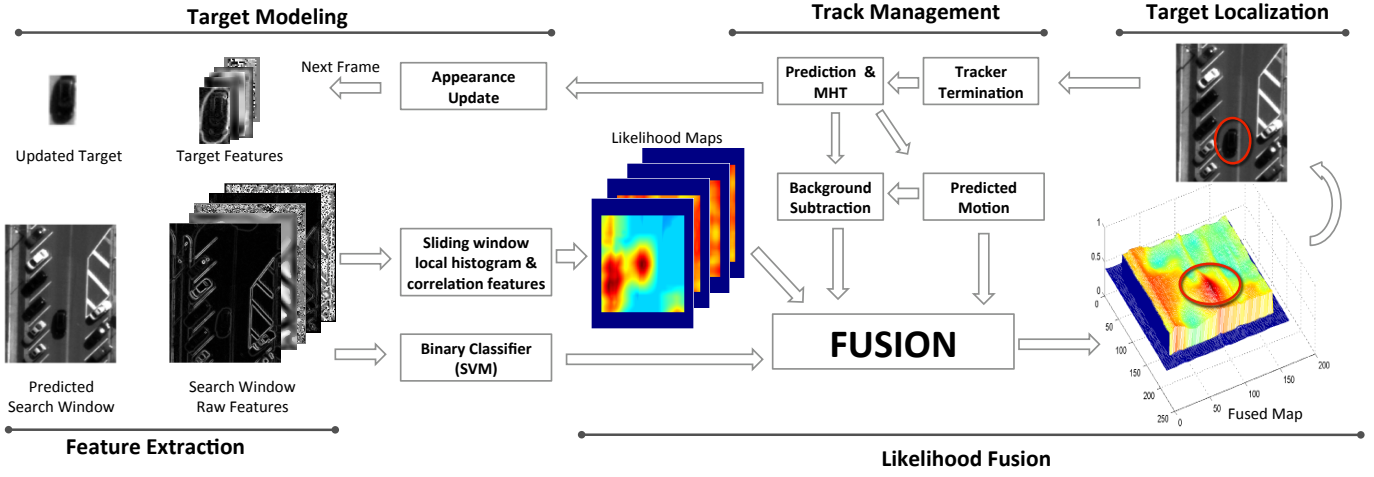 Target Modeling
Track Management
Target Localization
Next Frame
Appearance
Update
Prediction & 
MHT
Tracker
Termination
Updated Target
Target Features
Likelihood Maps
Background
Subtraction
Predicted
Motion
Sliding window
local histogram &
correlation features
Binary Classifier
(SVM)
FUSION
Predicted
Search Window
Search Window
Raw Features
1
0.5
0
0
50
100
150
200
250
0
50
100
150
200
Fused Map
Feature Extraction
Likelihood Fusion